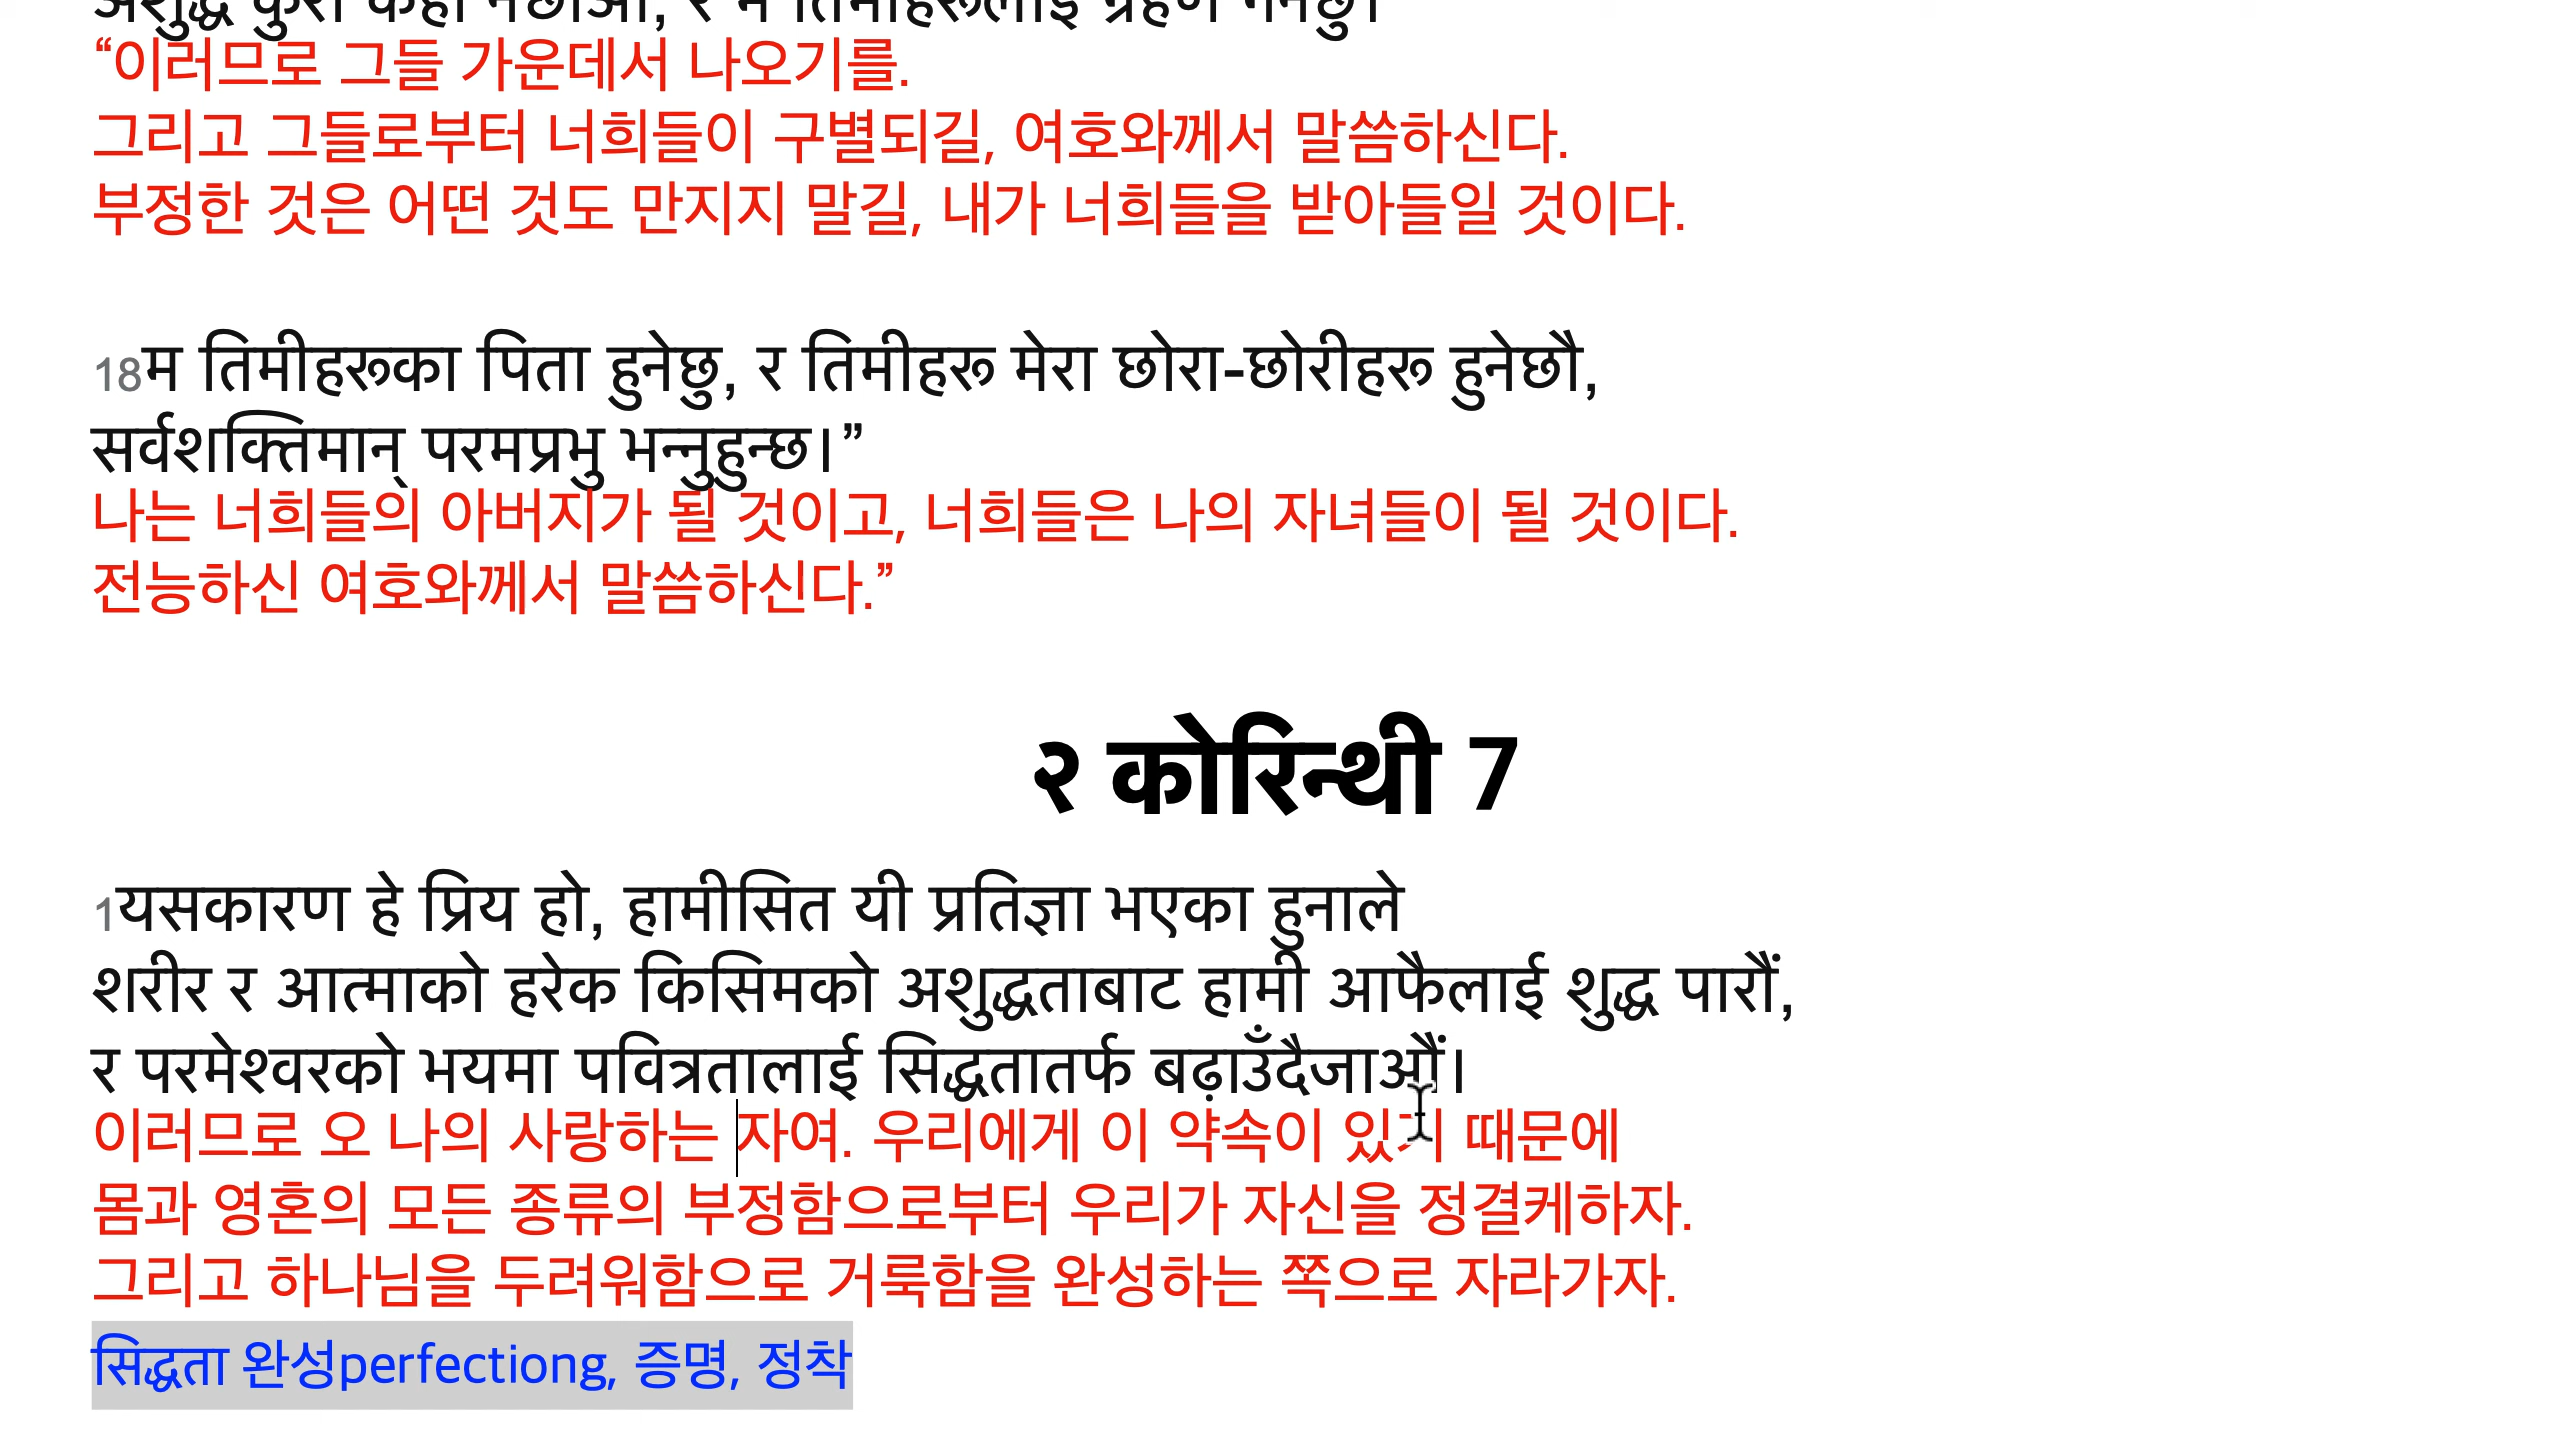 अशुद्ध कुरा केही नछोओ, र म तिमीहरूलाई ग्रहण गर्नेछु।
“이러므로 그들 가운데서 나오기를.
그리고 그들로부터 너희들이 구별되길, 여호와께서 말씀하신다.
부정한 것은 어떤 것도 만지지 말길, 내가 너희들을 받아들일 것이다.
18म तिमीहरूका पिता हुनेछु, र तिमीहरू मेरा छोरा-छोरीहरू हुनेछौ,
सर्वशक्तिमान् परमप्रभु भन्नुहुन्छ।”
나는 너희들의 아버지가 될 것이고, 너희들은 나의 자녀들이 될 것이다.
전능하신 여호와께서 말씀하신다.”
२ कोरिन्थी 7
1यसकारण हे प्रिय हो, हामीसित यी प्रतिज्ञा भएका हुनाले
शरीर र आत्माको हरेक किसिमको अशुद्धताबाट हामी आफैलाई शुद्ध पारौं,
र परमेश्वरको भयमा पवित्रतालाई सिद्धतातर्फ बढ़ाउँदैजाऔं।
이러므로 오 나의 사랑하는 자여. 우리에게 이 약속이 있기 때문에
몸과 영혼의 모든 종류의 부정함으로부터 우리가 자신을 정결케하자.
그리고 하나님을 두려워함으로 거룩함을 완성하는 쪽으로 자라가자.
सिद्धता 완성perfectiong, 증명, 정착